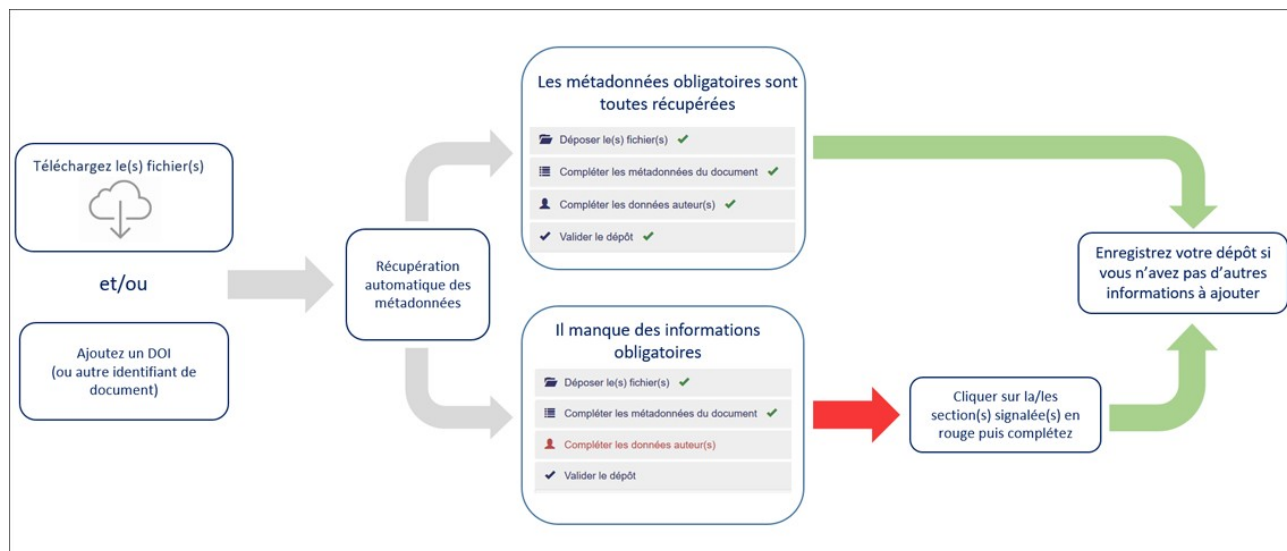 Téléchargez le(s) fichier(s)
et/ou
Ajoutez un DOI
(ou autre identifiant de
document)
Récupération
automatique des
métadonnées
Les métadonnées obligatoires sont
toutes récupérées
Déposer le(s) fichier(s)
Compléter les métadonnées du document
Compléter les données auteur(s)
Valider le dépôt
Il manque des informations
obligatoires
Déposer le(s) fichier(s)
Compléter les métadonnées du document
Compléter les données auteur(s)
Valider le dépôt
Cliquer sur la/les
section(s) signalée(s) en
rouge puis complétez
Enregistrez votre dépôt si
vous n’avez pas d’autres
informations à ajouter